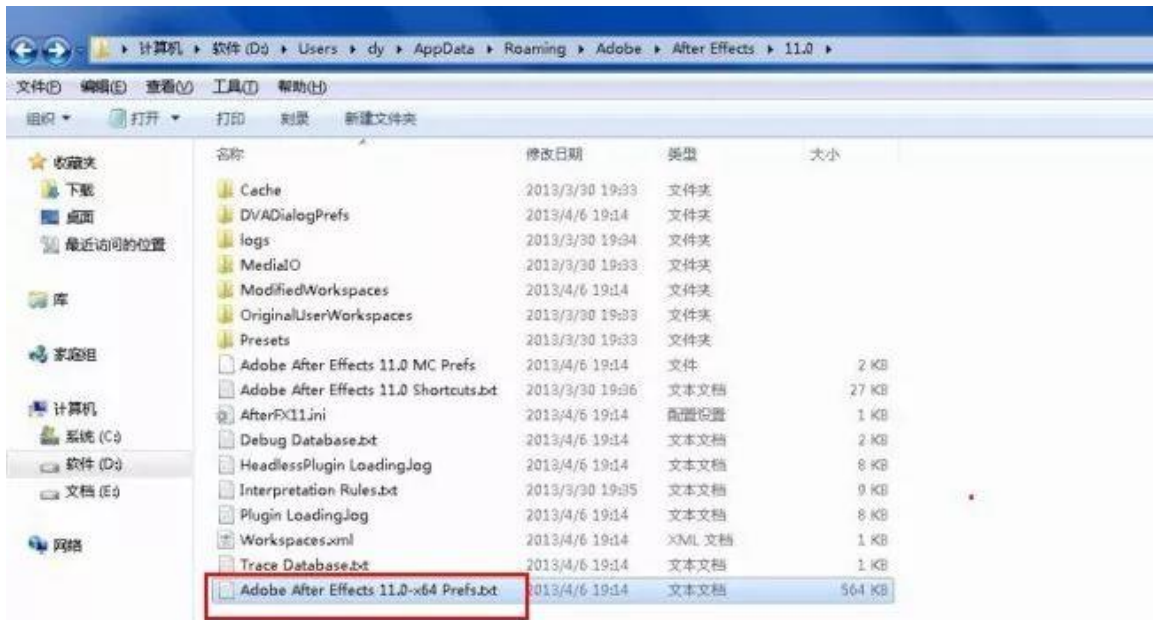 计算机 ▸ 软件 (D:) ▸ Users ▸ dy ▸ AppData ▸ Roaming ▸ Adobe ▸ After Effects ▸ 11.0 ▸
文件(F) 编辑(E) 查看(V) 工具(T) 帮助(H)
组织 打开 打印 刻录 新建文件夹
名称 修改日期 类型 大小
收藏夹
下载
桌面
最近访问的位置
库
家庭组
计算机
系统 (C:)
软件 (D:)
文档 (E:)
网络
Cache 2013/3/30 19:33 文件夹
DVADialogPrefs 2013/4/6 19:14 文件夹
logs 2013/3/30 19:34 文件夹
MediaIO 2013/3/30 19:33 文件夹
ModifiedWorkspaces 2013/4/6 19:14 文件夹
OriginalUserWorkspaces 2013/3/30 19:33 文件夹
Presets 2013/3/30 19:33 文件夹
Adobe After Effects 11.0 MC Prefs 2013/4/6 19:14 文件 2 KB
Adobe After Effects 11.0 Shortcuts.txt 2013/3/30 19:36 文本文档 27 KB
AfterFX11.ini 2013/4/6 19:14 配置设置 1 KB
Debug Database.txt 2013/4/6 19:14 文本文档 2 KB
HeadlessPlugin Loading.log 2013/4/6 19:14 文本文档 8 KB
Interpretation Rules.txt 2013/3/30 19:35 文本文档 9 KB
Plugin Loading.log 2013/4/6 19:14 文本文档 8 KB
Workspaces.xml 2013/4/6 19:14 XML 文档 1 KB
Trace Database.txt 2013/4/6 19:14 文本文档 1 KB
Adobe After Effects 11.0-x64 Prefs.txt 2013/4/6 19:14 文本文档 564 KB